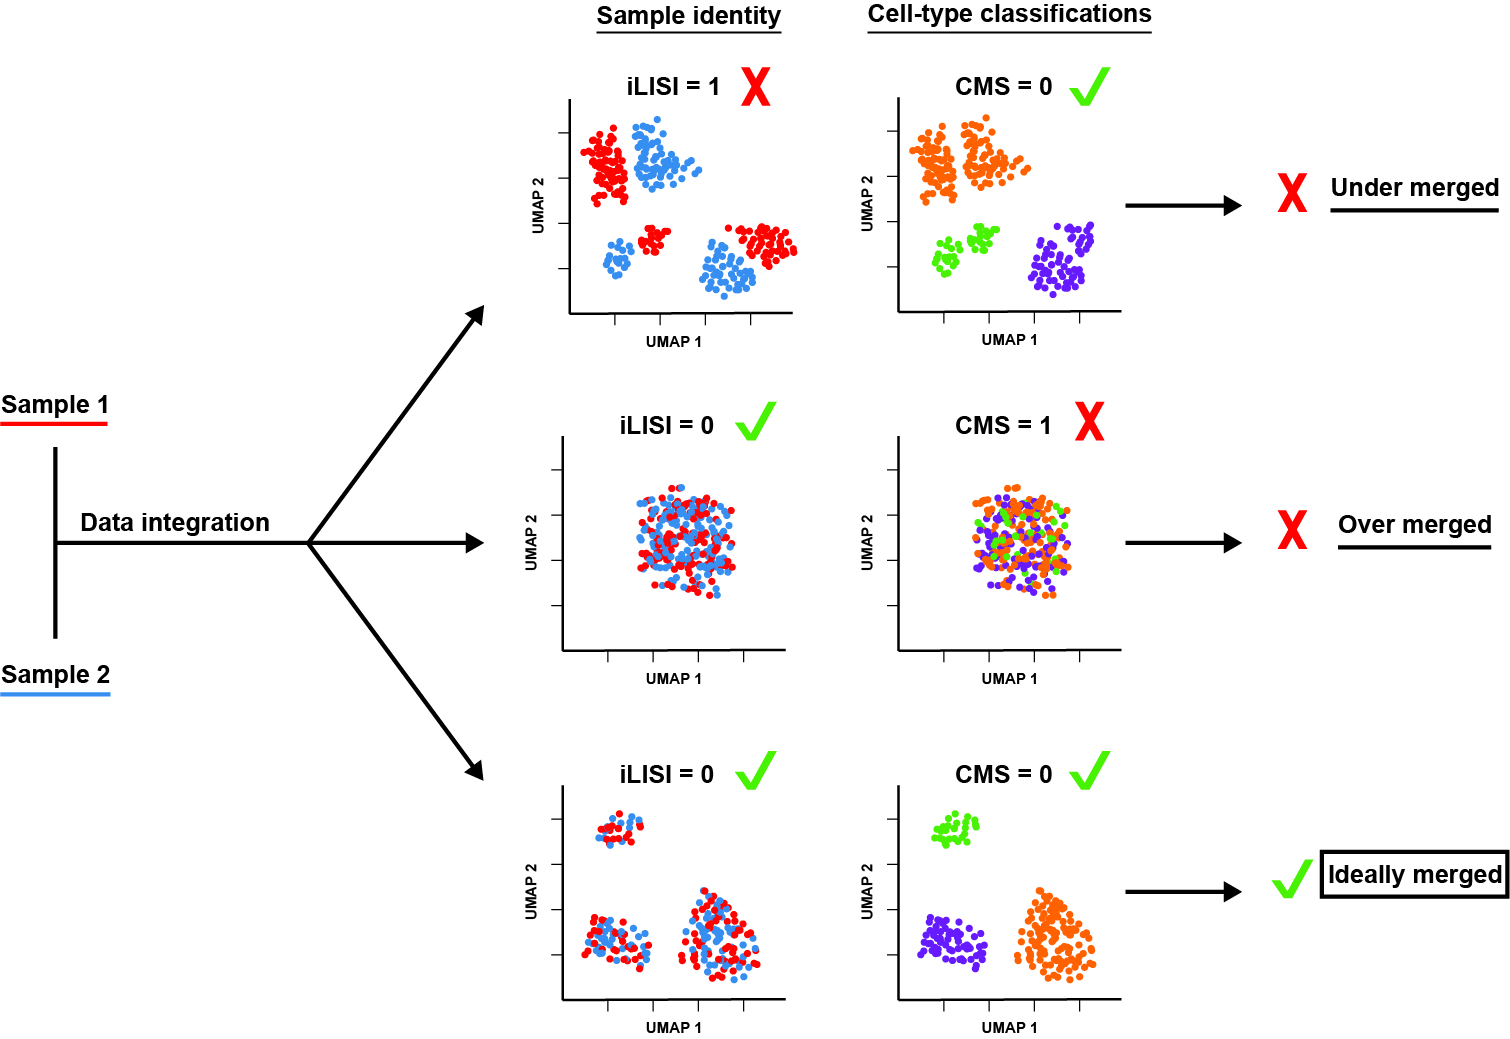 Sample identity
Cell-type classifications
iLISI = 1
CMS = 0
UMAP 2
UMAP 1
UMAP 2
UMAP 1
Under merged
Sample 1
Data integration
Sample 2
iLISI = 0
CMS = 1
UMAP 2
UMAP 1
UMAP 2
UMAP 1
Over merged
iLISI = 0
CMS = 0
UMAP 2
UMAP 1
UMAP 2
UMAP 1
Ideally merged